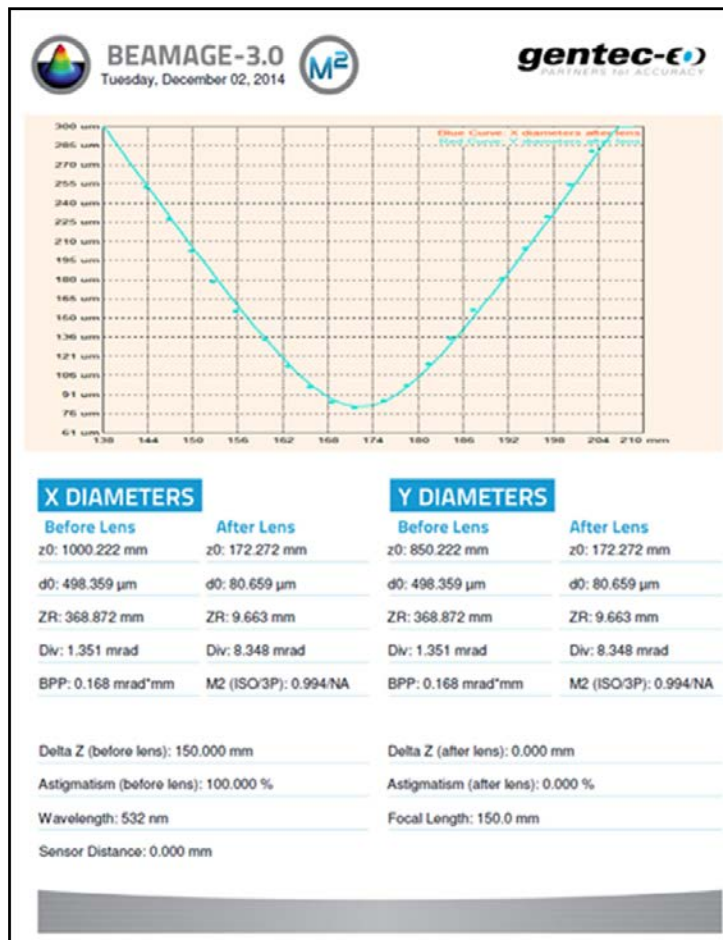 BEAMAGE-3.0
Tuesday, December 02, 2014
M²
gentec-EO
PARTNERS for ACCURACY
300 um
285 um
270 um
255 um
240 um
225 um
210 um
195 um
180 um
165 um
150 um
136 um
121 um
106 um
91 um
76 um
61 um
Blue Curve: X diameters after lens
Red Curve: Y diameters after lens
138 144 150 156 162 168 174 180 186 192 198 204 210 mm
X DIAMETERS
Before Lens After Lens
z0: 1000.222 mm z0: 172.272 mm
d0: 498.359 µm d0: 80.659 µm
ZR: 368.872 mm ZR: 9.663 mm
Div: 1.351 mrad Div: 8.348 mrad
BPP: 0.168 mrad*mm M2 (ISO/3P): 0.994/NA
Y DIAMETERS
Before Lens After Lens
z0: 850.222 mm z0: 172.272 mm
d0: 498.359 µm d0: 80.659 µm
ZR: 368.872 mm ZR: 9.663 mm
Div: 1.351 mrad Div: 8.348 mrad
BPP: 0.168 mrad*mm M2 (ISO/3P): 0.994/NA
Delta Z (before lens): 150.000 mm Delta Z (after lens): 0.000 mm
Astigmatism (before lens): 100.000 % Astigmatism (after lens): 0.000 %
Wavelength: 532 nm Focal Length: 150.0 mm
Sensor Distance: 0.000 mm